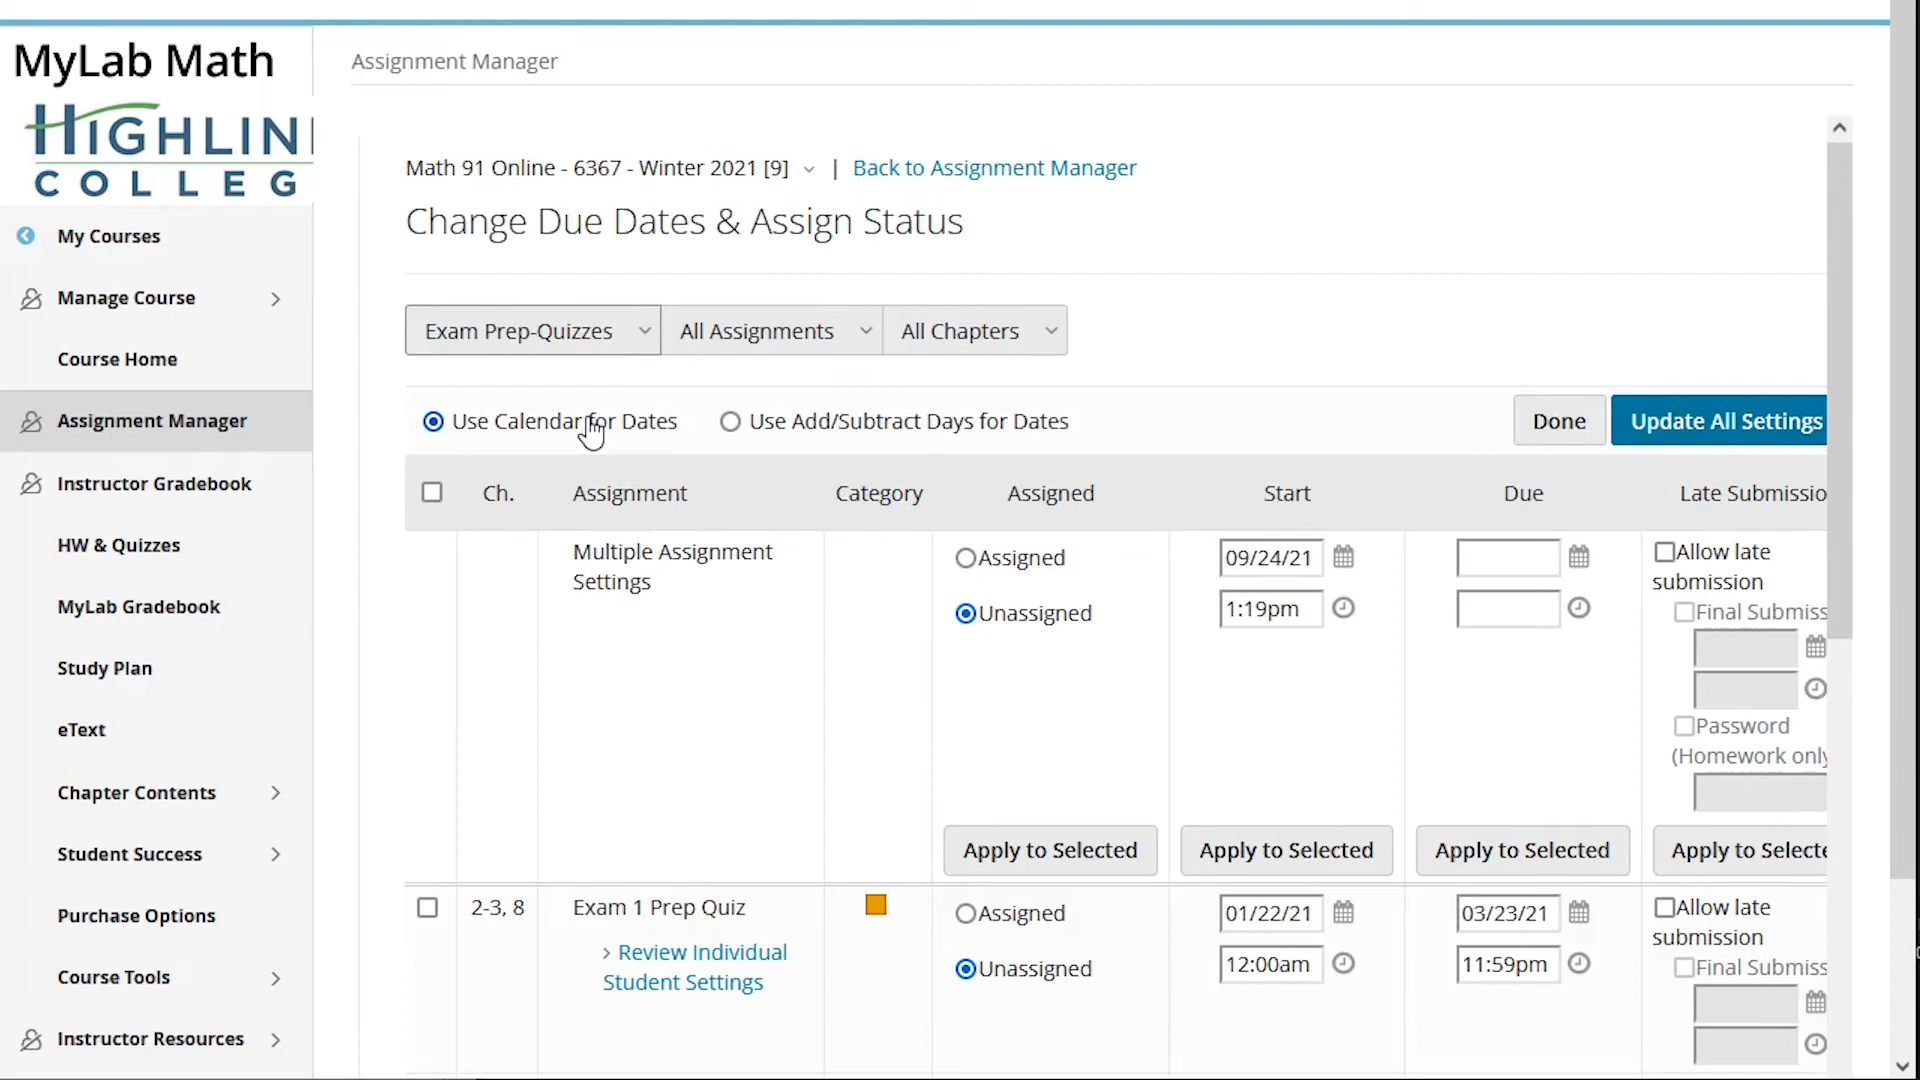 MyLab Math
HIGHLIN
COLLEG
My Courses
Manage Course
Course Home
Assignment Manager
Instructor Gradebook
HW & Quizzes
MyLab Gradebook
Study Plan
eText
Chapter Contents
Student Success
Purchase Options
Course Tools
Instructor Resources
Assignment Manager
Math 91 Online - 6367 - Winter 2021 [9] | Back to Assignment Manager
Change Due Dates & Assign Status
Exam Prep-Quizzes All Assignments All Chapters
Use Calendar for Dates Use Add/Subtract Days for Dates Done Update All Settings
Ch. Assignment Category Assigned Start Due Late Submissio
Multiple Assignment
Settings
Assigned
Unassigned
09/24/21
1:19pm
Allow late
submission
Final Submiss
Password
(Homework only
Apply to Selected Apply to Selected Apply to Selected Apply to Selecte
2-3, 8
Exam 1 Prep Quiz
> Review Individual
Student Settings
Assigned
Unassigned
01/22/21
12:00am
03/23/21
11:59pm
Allow late
submission
Final Submiss